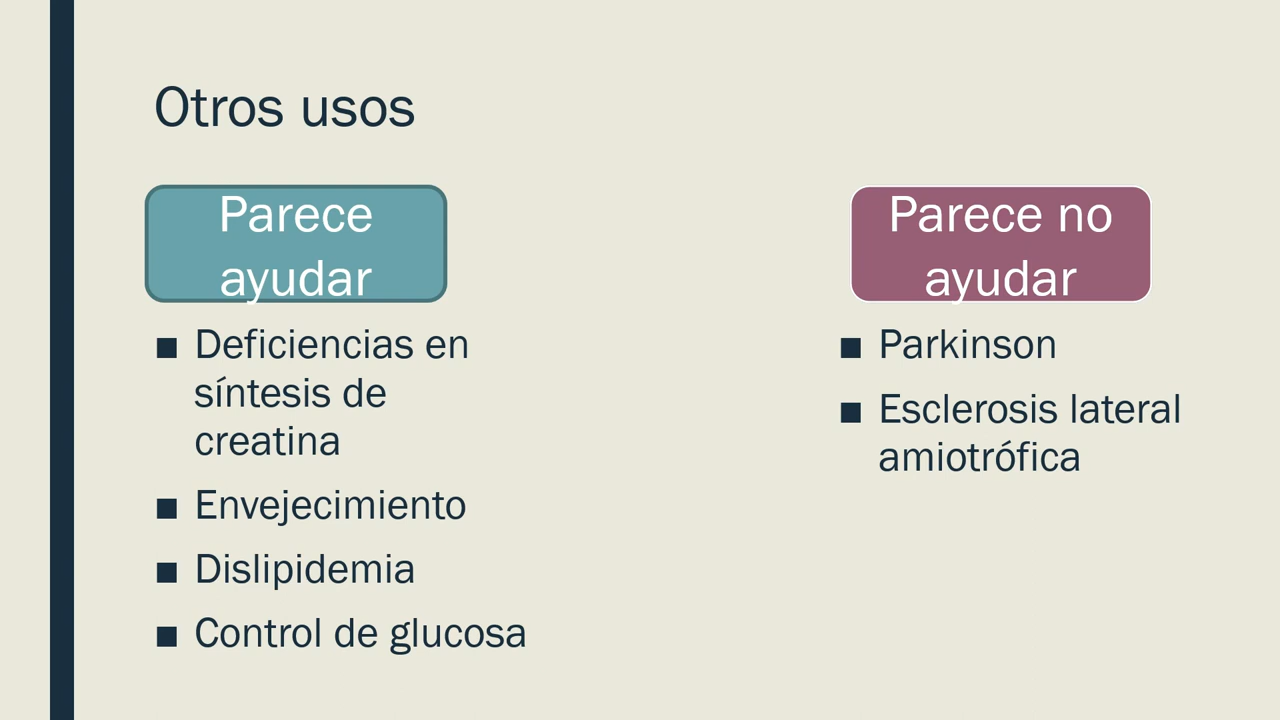 Otros usos
Parece
ayudar
■ Deficiencias en
síntesis de
creatina
■ Envejecimiento
■ Dislipidemia
■ Control de glucosa
Parece no
ayudar
■ Parkinson
■ Esclerosis lateral
amiotrófica